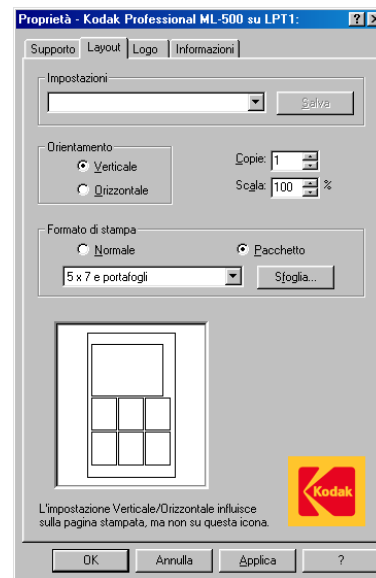 Proprietà - Kodak Professional ML-500 su LPT1:
Supporto Layout Logo Informazioni
Impostazioni
Salva
Orientamento
Verticale
Orizzontale
Copie: 1
Scala: 100 %
Formato di stampa
Normale Pacchetto
5 x 7 e portafogli Sfoglia...
Kodak
L'impostazione Verticale/Orizzontale influisce
sulla pagina stampata, ma non su questa icona.
OK Annulla Applica ?